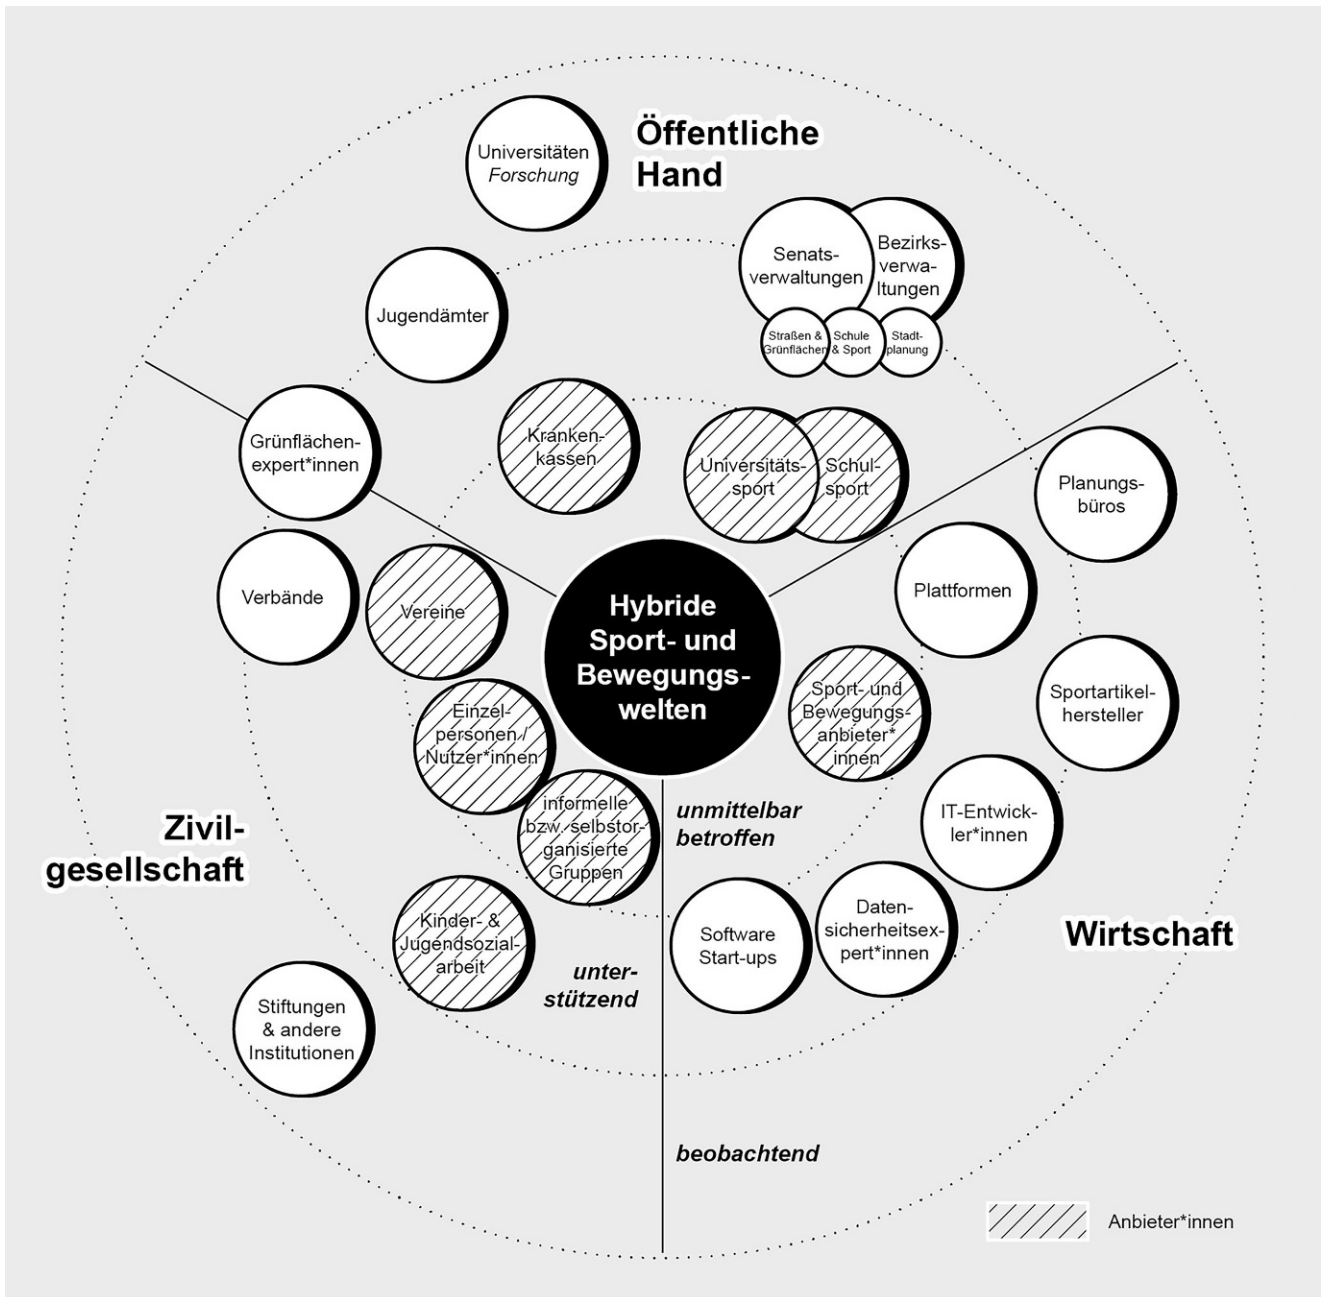 Öffentliche
Hand
Universitäten
Forschung
Senats-
verwaltungen
Bezirks-
verwa-
ltungen
Straßen &
Grünflächen
Schule
& Sport
Stadt-
planung
Jugendämter
Kranken-
kassen
Universitäts-
sport
Schul-
sport
Grünflächen-
expert*innen
Verbände
Vereine
Einzel-
personen /
Nutzer*innen
informelle
bzw. selbstor-
ganisierte
Gruppen
Kinder- &
Jugendsozial-
arbeit
Stiftungen
& andere
Institutionen
Zivil-
gesellschaft
Hybride
Sport- und
Bewegungs-
welten
Planungs-
büros
Plattformen
Sport- und
Bewegungs-
anbieter*
innen
Sportartikel-
hersteller
IT-Entwick-
ler*innen
Daten-
sicherheitsex-
pert*innen
Software
Start-ups
Wirtschaft
unmittelbar
betroffen
unter-
stützend
beobachtend
Anbieter*innen